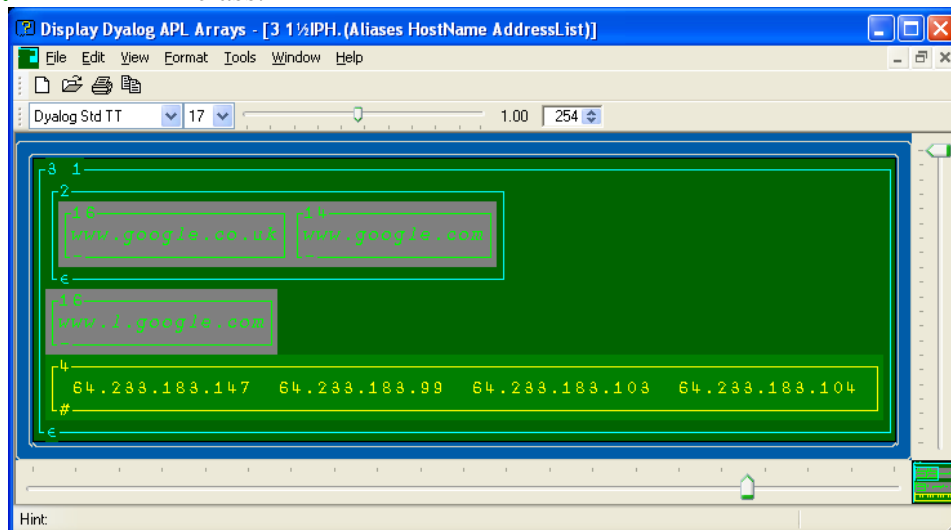 Display Dyalog APL Arrays - [3 1½IPH.(Aliases HostName AddressList)]
File Edit View Format Tools Window Help
Dyalog Std TT 17 1.00 254
3 1
2
16 14
www.google.co.uk www.google.com
- -
∊
16
www.l.google.com
-
4
64.233.183.147 64.233.183.99 64.233.183.103 64.233.183.104
#
∊
Hint: